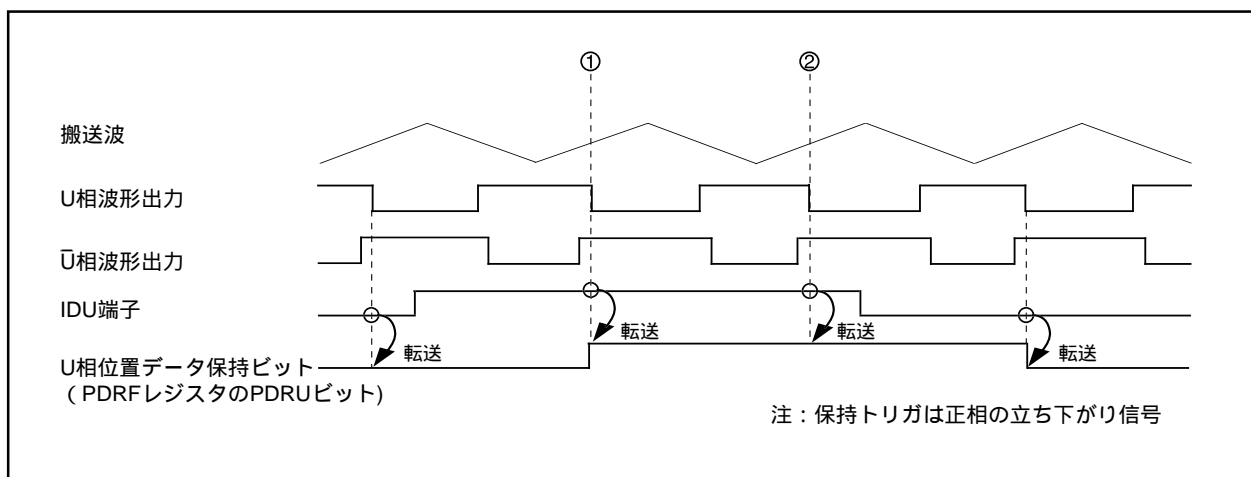 ① ②
搬送波
U相波形出力
U̅相波形出力
IDU端子
転送 転送 転送 転送
U相位置データ保持ビット
( PDRFレジスタのPDRUビット)
注：保持トリガは正相の立ち下がり信号